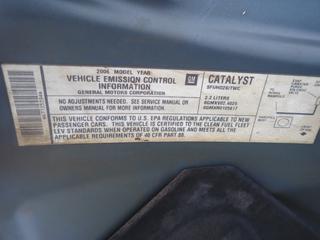 2006 MODEL YEAR
VEHICLE EMISSION CONTROL
INFORMATION
GENERAL MOTORS CORPORATION
GM
CATALYST
NO ADJUSTMENTS NEEDED
SEE SERVICE MANUAL OR
OWNERS MANUAL FOR MORE INFORMATION
2.2 LITERS
THIS VEHICLE CONFORMS TO U.S. EPA REGULATIONS APPLICABLE TO NEW
PASSENGER CARS. THIS VEHICLE IS CERTIFIED TO THE CLEAN FUEL FLEET
LEV STANDARDS WHEN OPERATED ON GASOLINE AND MEETS ALL THE
APPLICABLE REQUIREMENTS OF 40 CFR PART 88.